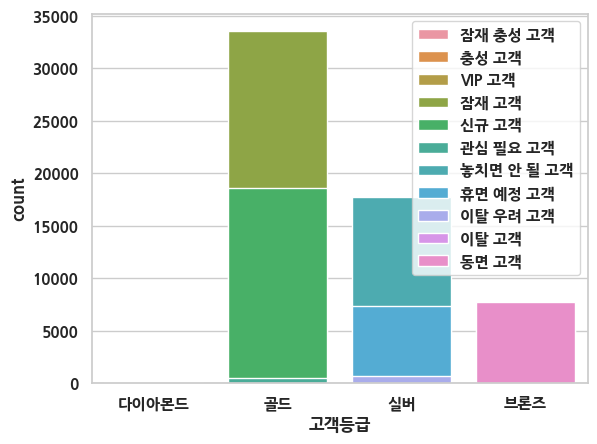 35000
30000
25000
20000
15000
10000
5000
0
count
잠재 충성 고객
충성 고객
VIP 고객
잠재 고객
신규 고객
관심 필요 고객
놓치면 안 될 고객
휴면 예정 고객
이탈 우려 고객
이탈 고객
동면 고객
다이아몬드
골드
실버
브론즈
고객등급